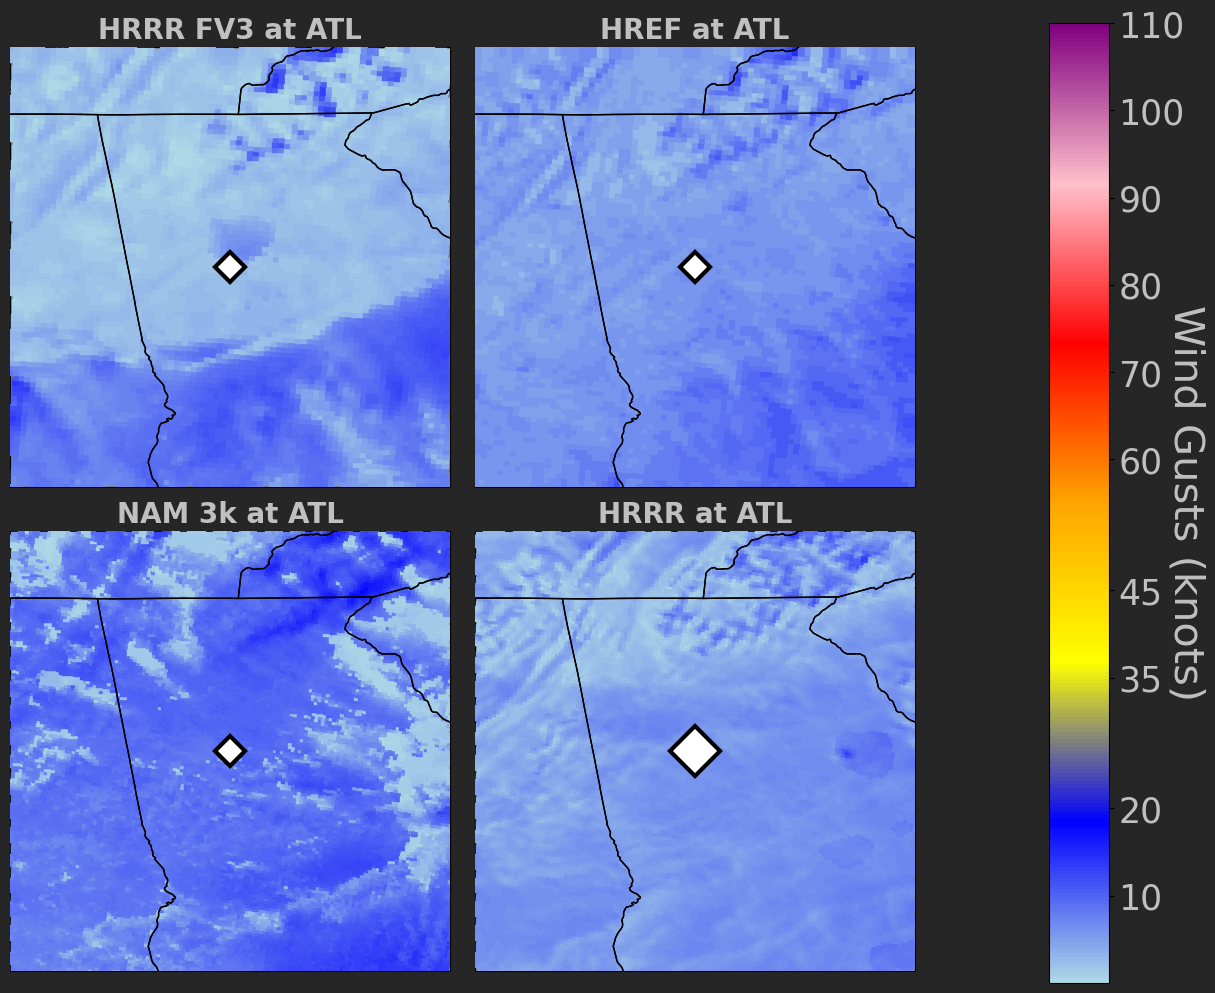 HRRR FV3 at ATL
HREF at ATL
NAM 3k at ATL
HRRR at ATL
110
100
90
80
70
60
45
35
20
10
Wind Gusts (knots)